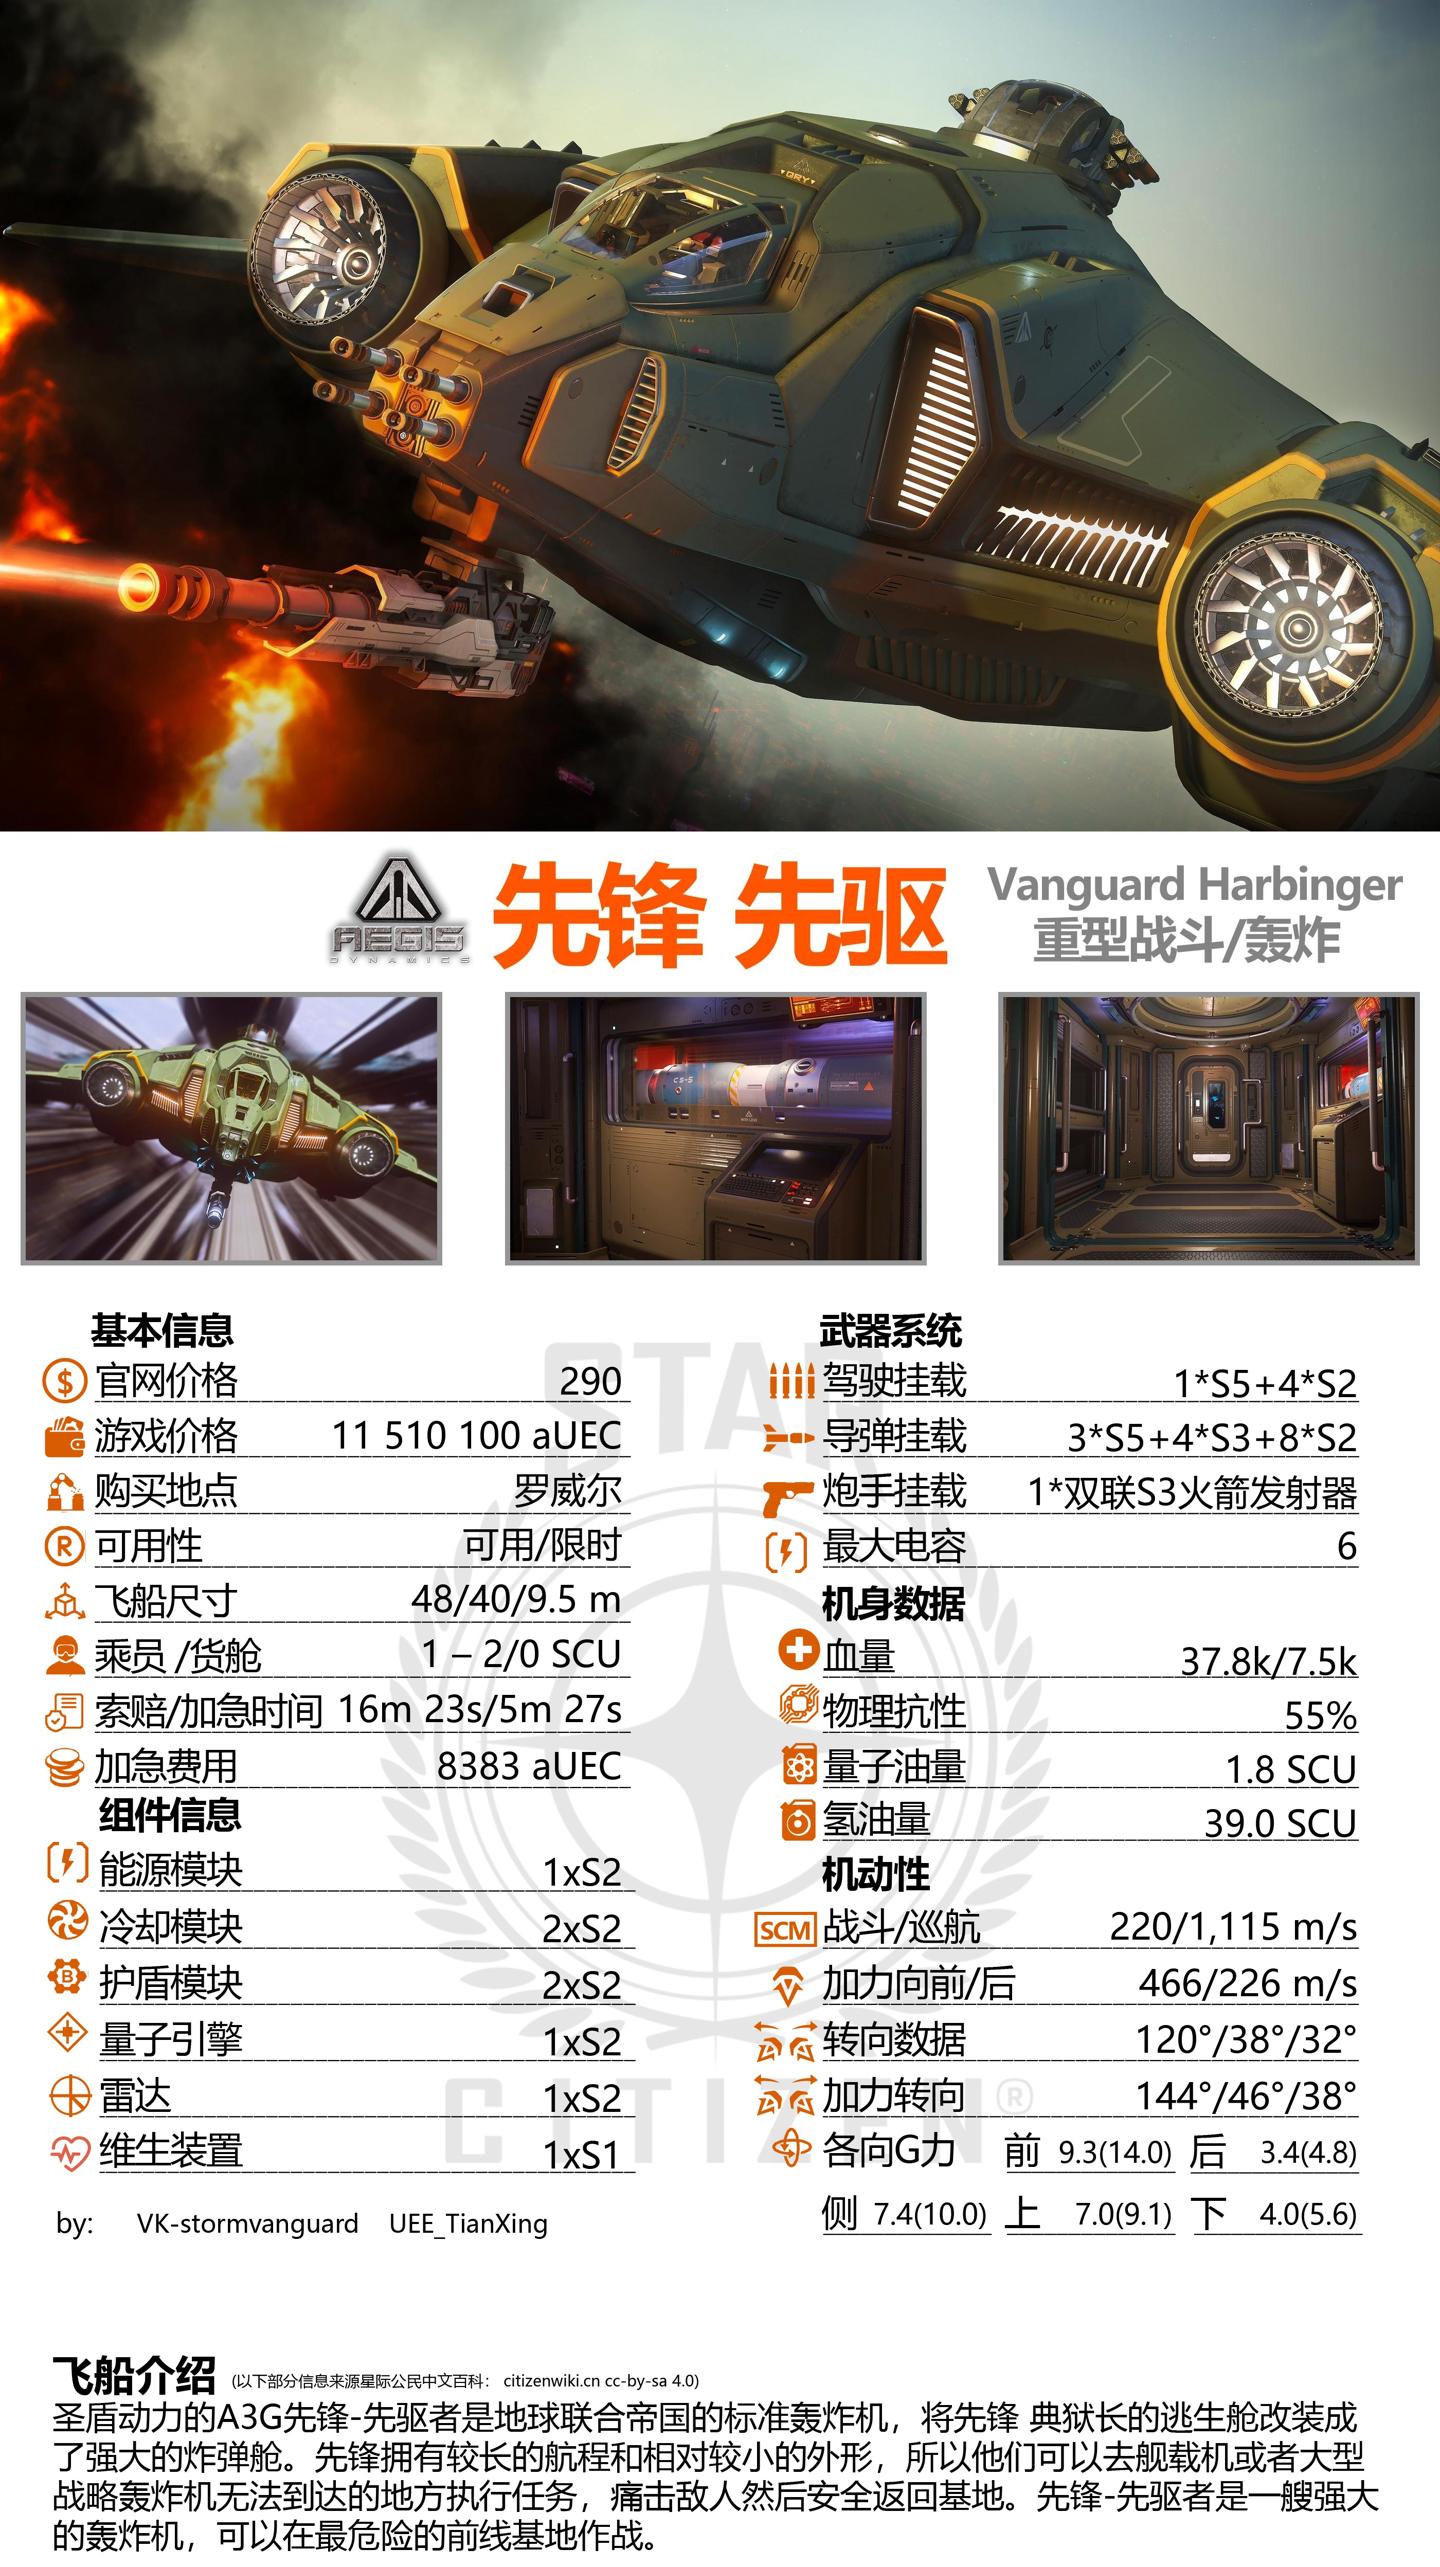 GRY
AEGIS
DYNAMICS
先锋 先驱
Vanguard Harbinger
重型战斗/轰炸
CS-5
基本信息
官网价格 290
游戏价格 11 510 100 aUEC
购买地点 罗威尔
可用性 可用/限时
飞船尺寸 48/40/9.5 m
乘员 /货舱 1 – 2/0 SCU
索赔/加急时间 16m 23s/5m 27s
加急费用 8383 aUEC
组件信息
能源模块 1xS2
冷却模块 2xS2
护盾模块 2xS2
量子引擎 1xS2
雷达 1xS2
维生装置 1xS1
by: VK-stormvanguard UEE_TianXing
武器系统
驾驶挂载 1*S5+4*S2
导弹挂载 3*S5+4*S3+8*S2
炮手挂载 1*双联S3火箭发射器
最大电容 6
机身数据
血量 37.8k/7.5k
物理抗性 55%
量子油量 1.8 SCU
氢油量 39.0 SCU
机动性
SCM 战斗/巡航 220/1,115 m/s
加力向前/后 466/226 m/s
转向数据 120°/38°/32°
加力转向 144°/46°/38°
各向G力 前 9.3(14.0) 后 3.4(4.8)
侧 7.4(10.0) 上 7.0(9.1) 下 4.0(5.6)
STAR
CITIZEN®
飞船介绍 (以下部分信息来源星际公民中文百科： citizenwiki.cn cc-by-sa 4.0)
圣盾动力的A3G先锋-先驱者是地球联合帝国的标准轰炸机，将先锋 典狱长的逃生舱改装成
了强大的炸弹舱。先锋拥有较长的航程和相对较小的外形，所以他们可以去舰载机或者大型
战略轰炸机无法到达的地方执行任务，痛击敌人然后安全返回基地。先锋-先驱者是一艘强大
的轰炸机，可以在最危险的前线基地作战。